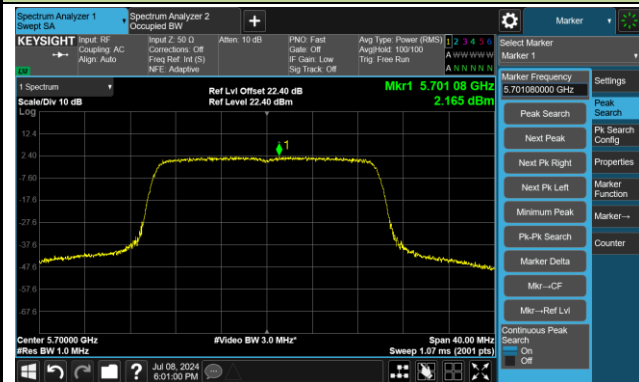 Spectrum Analyzer 1
Swept SA
Spectrum Analyzer 2
Occupied BW
Marker
KEYSIGHT
Input: RF
Coupling: AC
Align: Auto
Input Z: 50 Ω
Corrections: Off
Freq Ref: Int (S)
NFE: Adaptive
Atten: 10 dB
PNO: Fast
Gate: Off
IF Gain: Low
Sig Track: Off
Avg Type: Power (RMS)
Avg|Hold: 100/100
Trig: Free Run
1 2 3 4 5 6
A W W W W W
A N N N N N
LXI
Select Marker
Marker 1
1 Spectrum
Scale/Div 10 dB
Log
Ref Lvl Offset 22.40 dB
Ref Level 22.40 dBm
Mkr1 5.701 08 GHz
2.165 dBm
1
12.4
2.40
-7.60
-17.6
-27.6
-37.6
-47.6
-57.6
-67.6
Center 5.70000 GHz
#Res BW 1.0 MHz
#Video BW 3.0 MHz*
Span 40.00 MHz
Sweep 1.07 ms (2001 pts)
Marker Frequency
5.701080000 GHz
Peak Search
Next Peak
Next Pk Right
Next Pk Left
Minimum Peak
Pk-Pk Search
Marker Delta
Mkr→CF
Mkr→Ref Lvl
Continuous Peak
Search
On
Off
Settings
Peak
Search
Pk Search
Config
Properties
Marker
Function
Marker→
Counter
Jul 08, 2024
6:01:00 PM